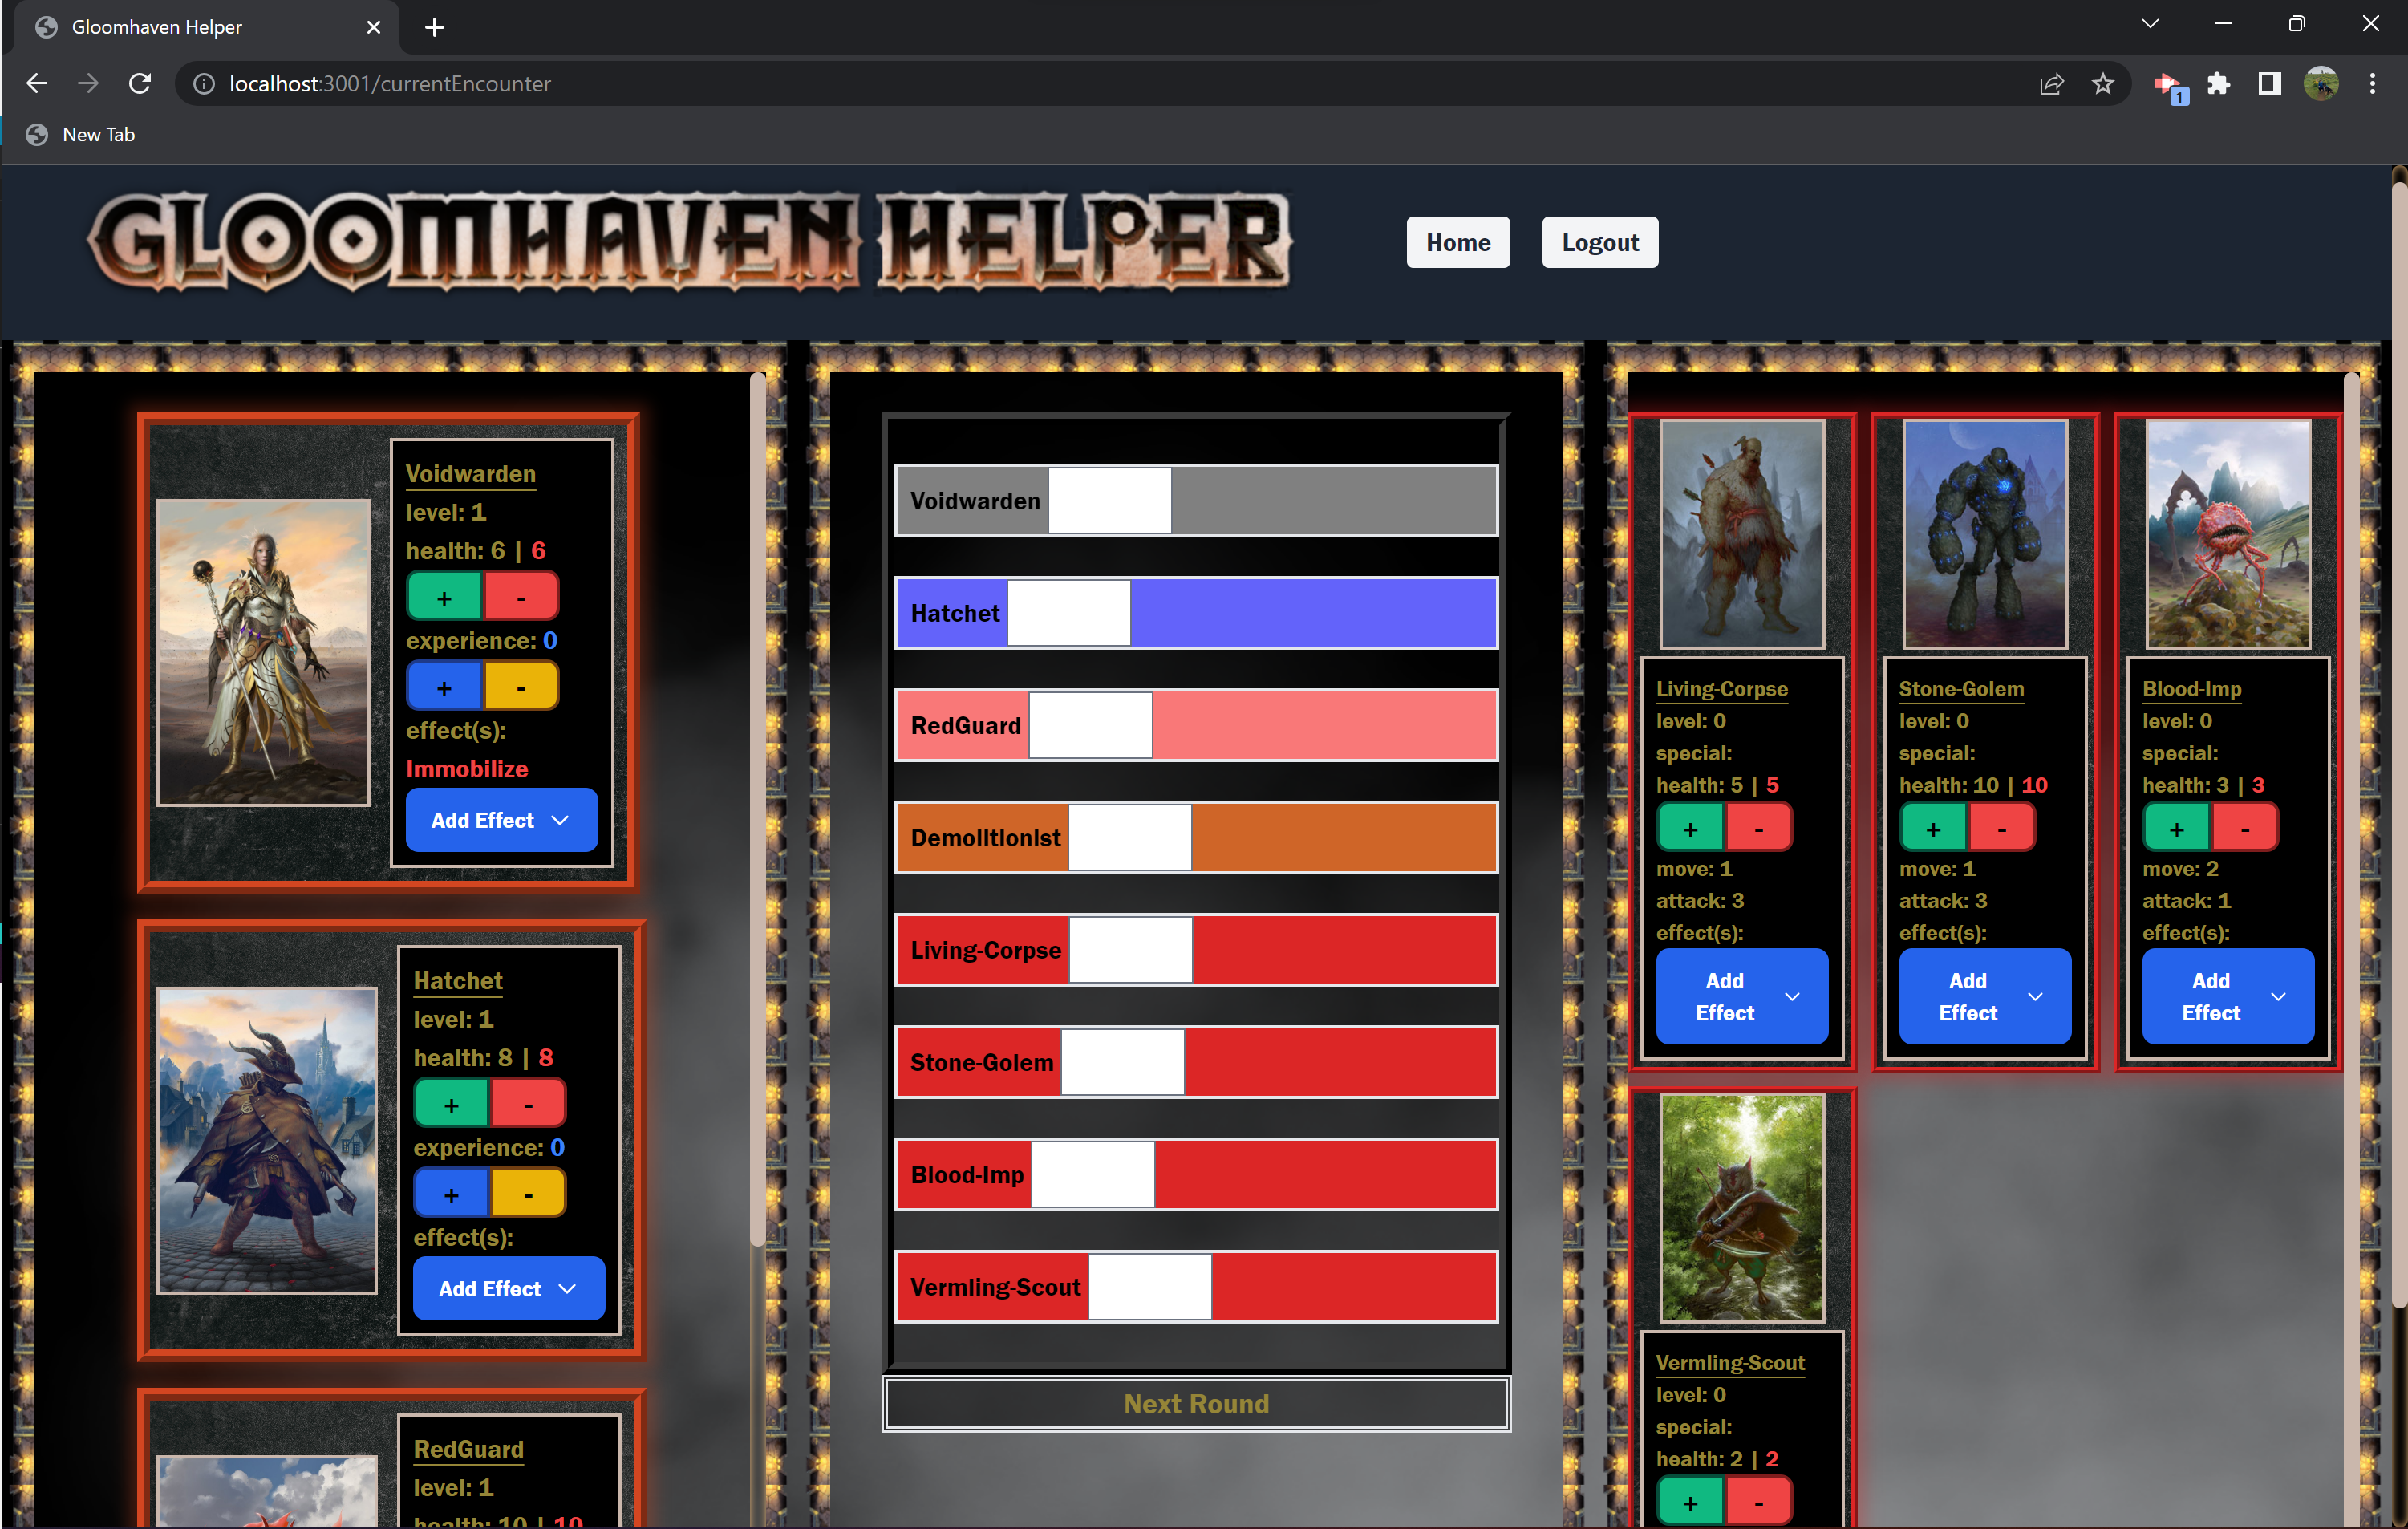 Gloomhaven Helper
localhost:3001/currentEncounter
1
New Tab
GLOOMHAVEN HELPER
Home
Logout
Voidwarden
level: 1
health: 6 | 6
+ -
experience: 0
+ -
effect(s):
Immobilize
Add Effect
Hatchet
level: 1
health: 8 | 8
+ -
experience: 0
+ -
effect(s):
Add Effect
RedGuard
level: 1
health: 10 | 10
Voidwarden
Hatchet
RedGuard
Demolitionist
Living-Corpse
Stone-Golem
Blood-Imp
Vermling-Scout
Next Round
Living-Corpse
level: 0
special:
health: 5 | 5
+ -
move: 1
attack: 3
effect(s):
Add
Effect
Stone-Golem
level: 0
special:
health: 10 | 10
+ -
move: 1
attack: 3
effect(s):
Add
Effect
Blood-Imp
level: 0
special:
health: 3 | 3
+ -
move: 2
attack: 1
effect(s):
Add
Effect
Vermling-Scout
level: 0
special:
health: 2 | 2
+ -